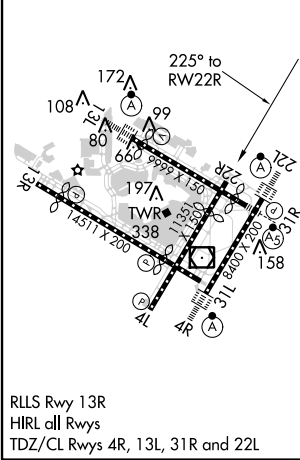 225° to
RW22R
172
108
99
13L
80
660
9999 X 150
22R
22L
13R
197
TWR
338
11351
X 150
31R
158
14511 X 200
8400 X 200
31L
4L
4R
A
A
A
A
5
P
P
P
P
V
RLLS Rwy 13R
HIRL all Rwys
TDZ/CL Rwys 4R, 13L, 31R and 22L